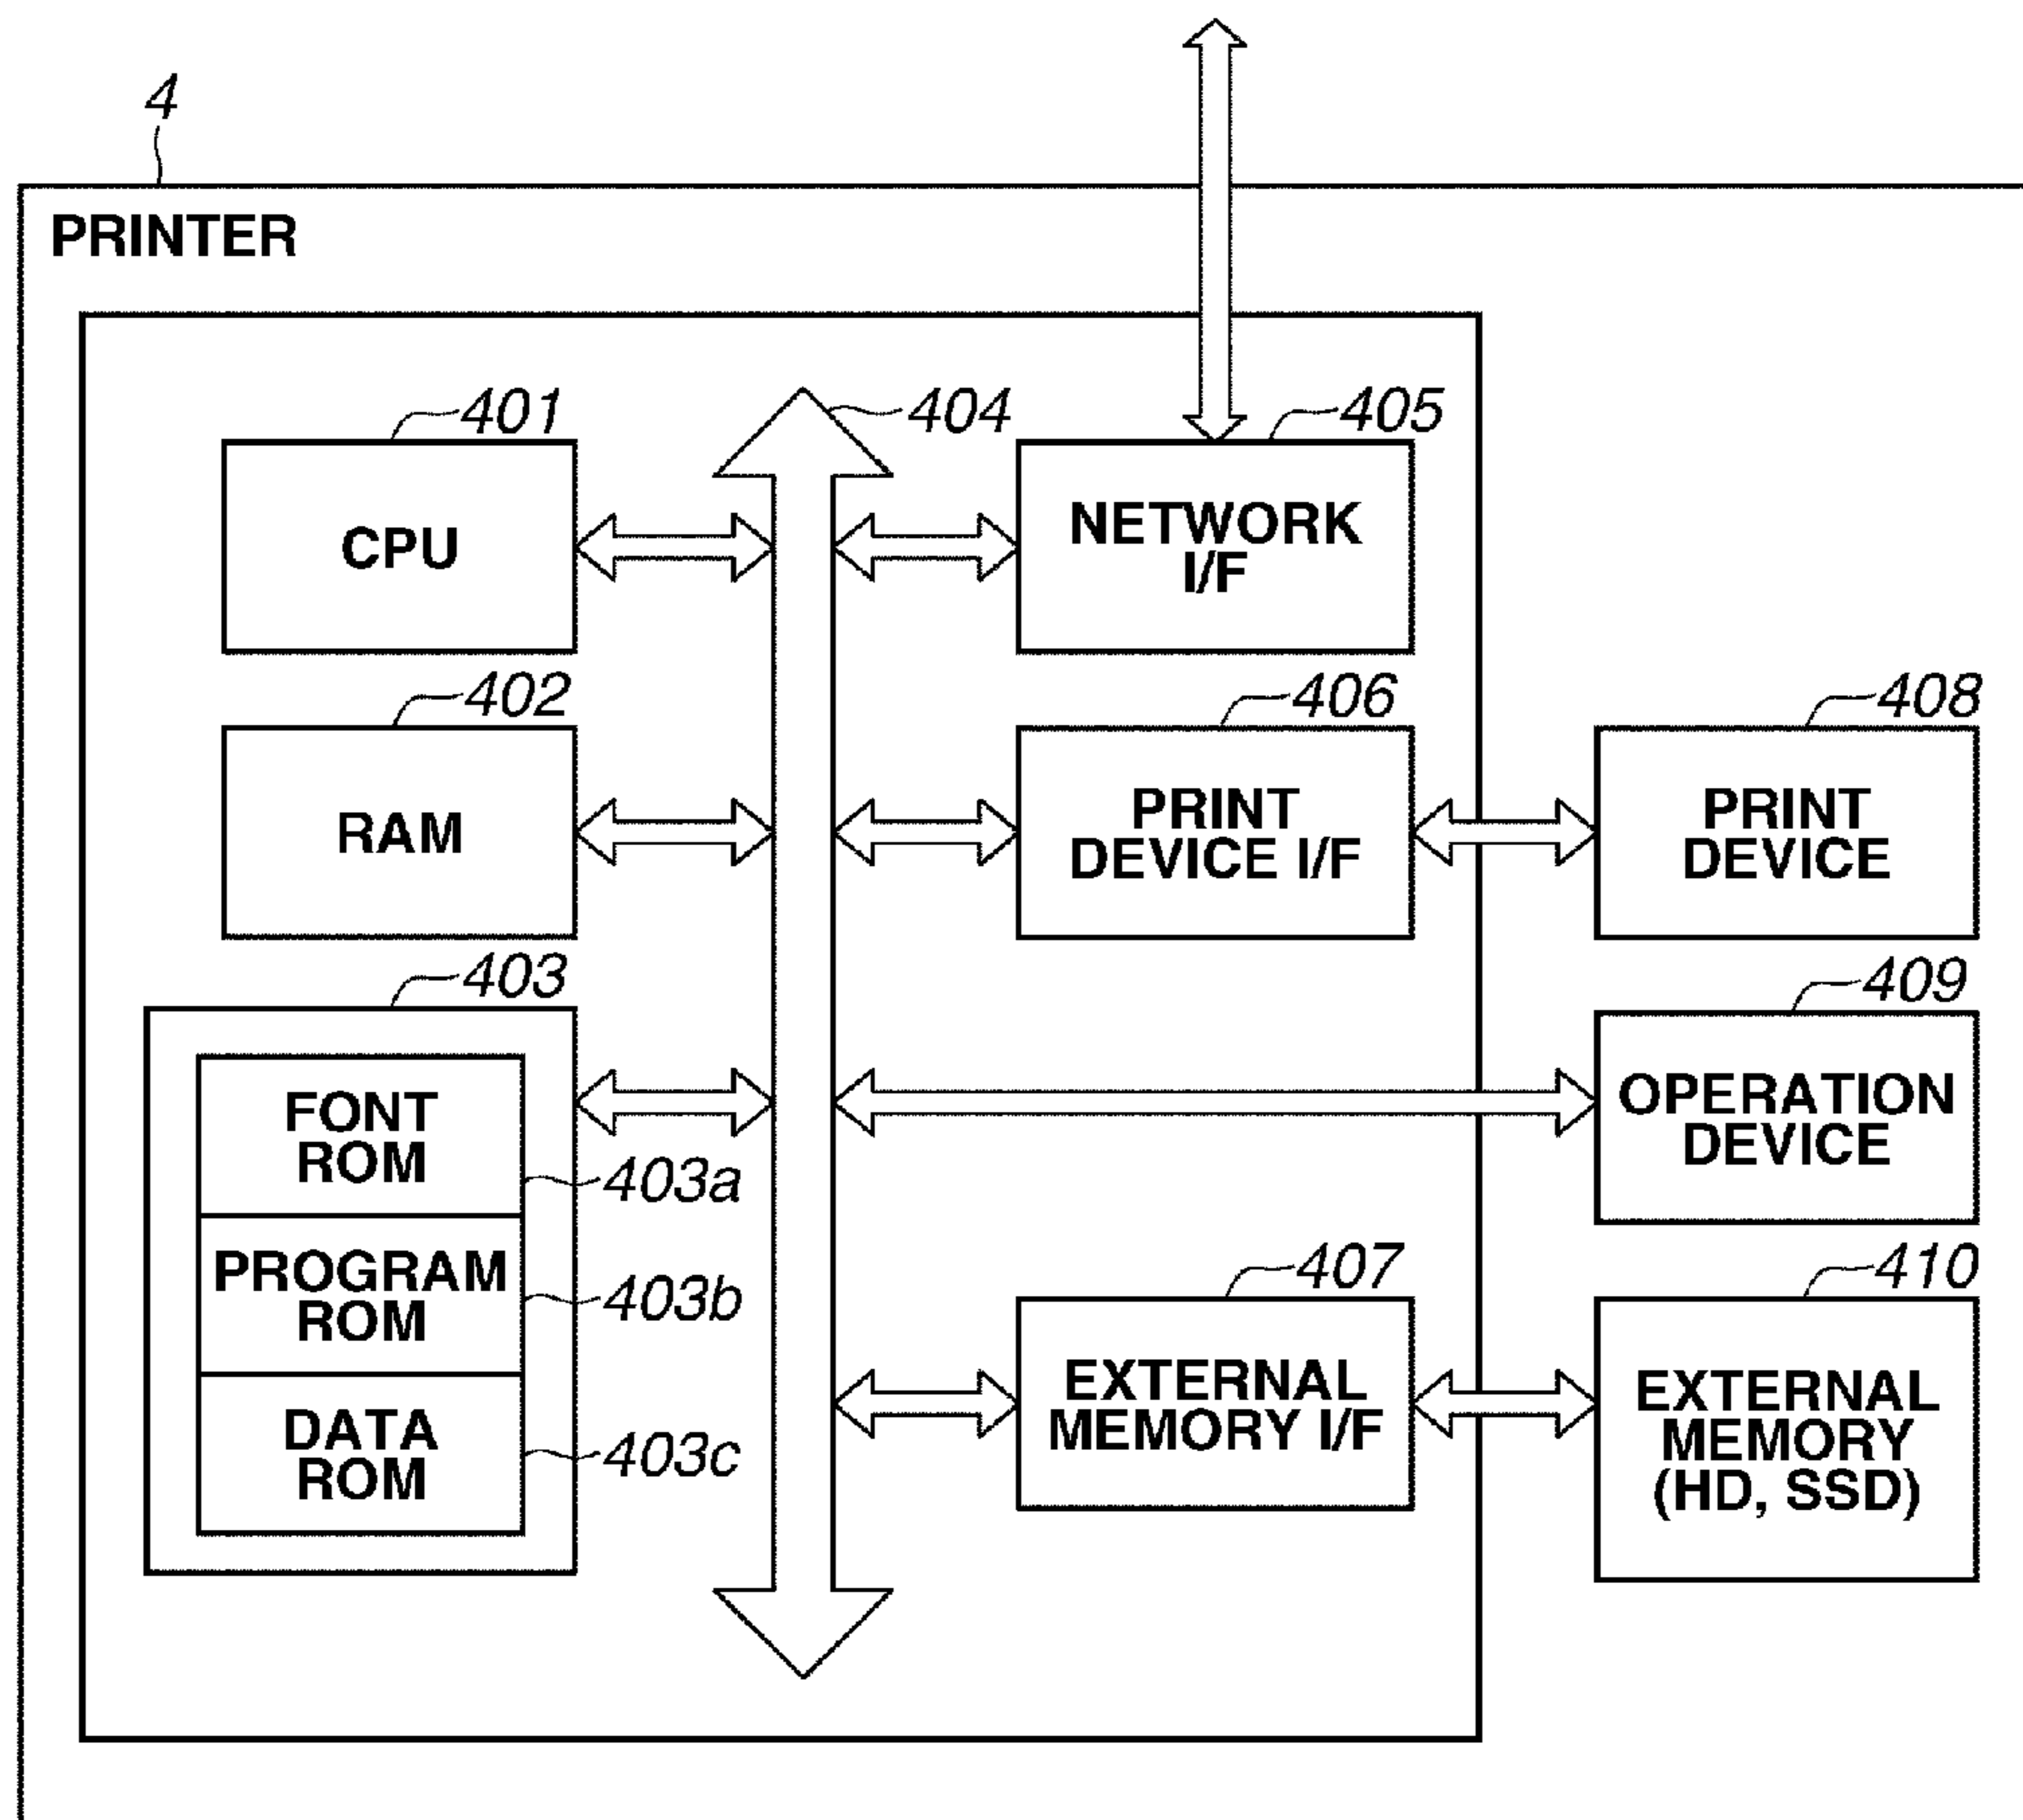 4
PRINTER
401
404
405
CPU
NETWORK
I/F
402
406
408
RAM
PRINT
DEVICE I/F
PRINT
DEVICE
403
409
FONT
ROM
403a
OPERATION
DEVICE
PROGRAM
ROM
403b
407
410
DATA
ROM
403c
EXTERNAL
MEMORY I/F
EXTERNAL
MEMORY
(HD, SSD)